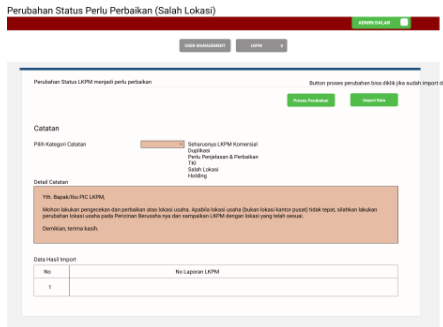 Perubahan Status Perlu Perbaikan (Salah Lokasi)
ADMIN DALAK
USER MANAGEMENT
LKPM
Perubahan Status LKPM menjadi perlu perbaikan
Button proses perubahan bisa diklik jika sudah import d
Proses Perubahan
Import Data
Catatan
Pilih Kategori Catatan
Seharusnya LKPM Komersial
Duplikasi
Perlu Penjelasan & Perbaikan
TKI
Salah Lokasi
Holding
Detail Catatan
Yth. Bapak/Ibu PIC LKPM,
Mohon lakukan pengecekan dan perbaikan atas lokasi usaha. Apabila lokasi usaha (bukan lokasi kantor pusat) tidak tepat, silahkan lakukan
perubahan lokasi usaha pada Perizinan Berusaha nya dan sampaikan LKPM dengan lokasi yang telah sesuai.
Demikian, terima kasih.
Data Hasil Import
No No Laporan LKPM
1